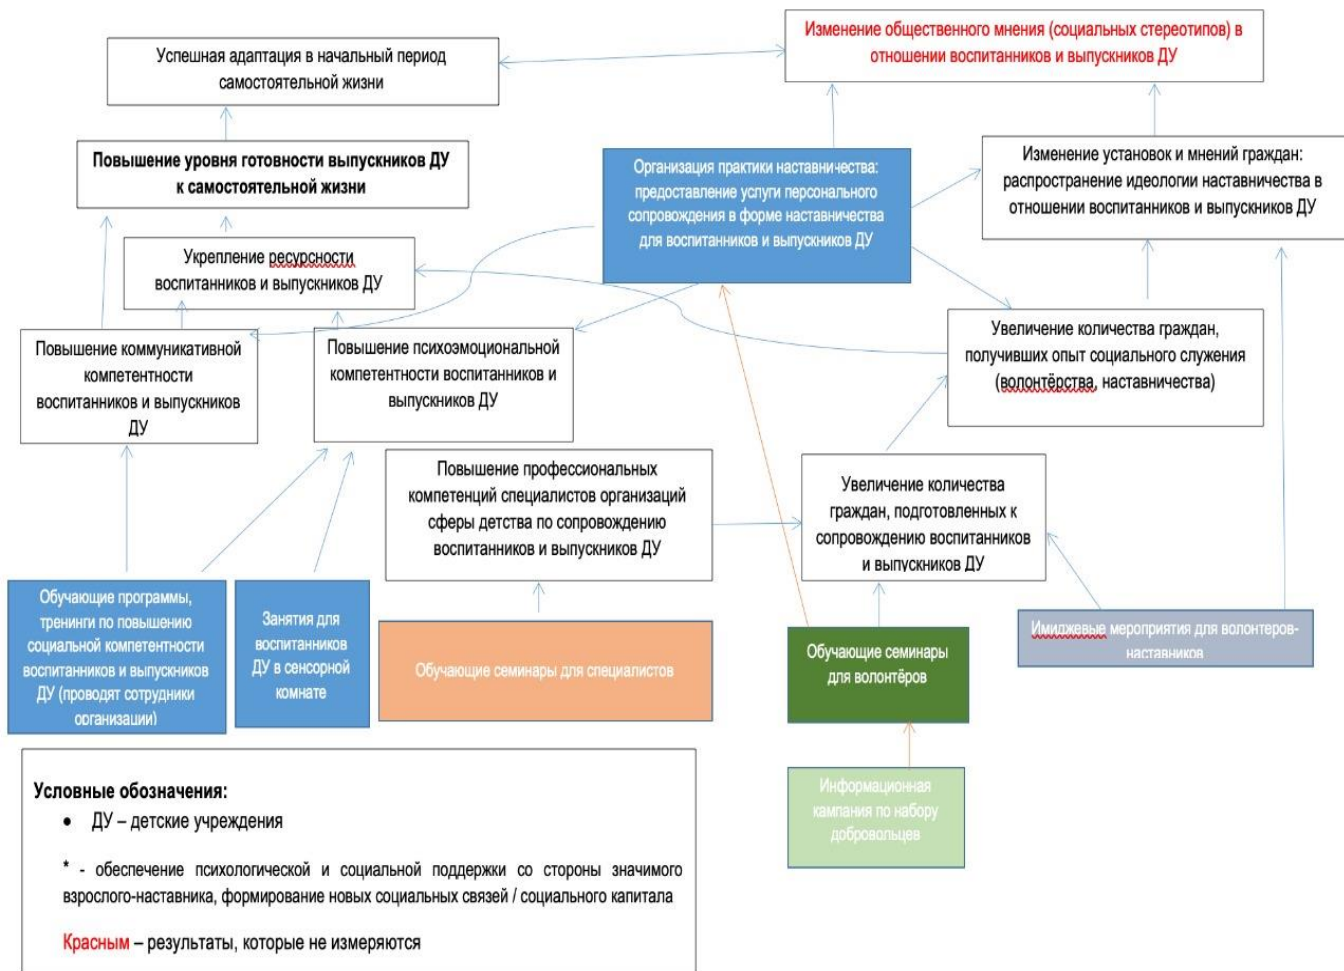 Успешная адаптация в начальный период
самостоятельной жизни
Изменение общественного мнения (социальных стереотипов) в
отношении воспитанников и выпускников ДУ
Повышение уровня готовности выпускников ДУ
к самостоятельной жизни
Организация практики наставничества:
предоставление услуги персонального
сопровождения в форме наставничества
для воспитанников и выпускников ДУ
Изменение установок и мнений граждан:
распространение идеологии наставничества в
отношении воспитанников и выпускников ДУ
Укрепление ресурсности
воспитанников и выпускников ДУ
Повышение коммуникативной
компетентности
воспитанников и выпускников
ДУ
Повышение психоэмоциональной
компетентности воспитанников и
выпускников ДУ
Увеличение количества граждан,
получивших опыт социального служения
(волонтёрства, наставничества)
Повышение профессиональных
компетенций специалистов организаций
сферы детства по сопровождению
воспитанников и выпускников ДУ
Увеличение количества
граждан, подготовленных к
сопровождению воспитанников
и выпускников ДУ
Обучающие программы,
тренинги по повышению
социальной компетентности
воспитанников и выпускников
ДУ (проводят сотрудники
организации)
Занятия для
воспитанников
ДУ в сенсорной
комнате
Обучающие семинары для специалистов
Обучающие семинары
для волонтёров
Имиджевые мероприятия для волонтеров-
наставников
Информационная
кампания по набору
добровольцев
Условные обозначения:
• ДУ – детские учреждения
* - обеспечение психологической и социальной поддержки со стороны значимого
взрослого-наставника, формирование новых социальных связей / социального капитала
Красным – результаты, которые не измеряются